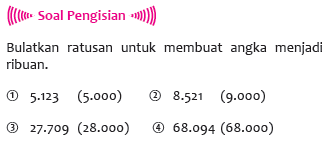 Soal Pengisian
Bulatkan ratusan untuk membuat angka menjadi
ribuan.
① 5.123 (5.000) ② 8.521 (9.000)
③ 27.709 (28.000) ④ 68.094 (68.000)